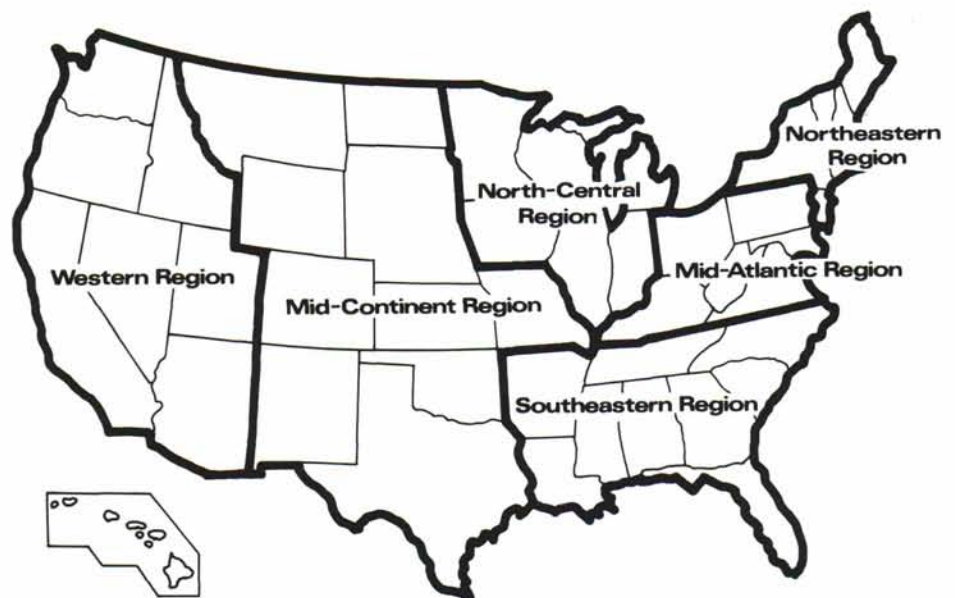 Northeastern
Region
North-Central
Region
Western Region
Mid-Atlantic Region
Mid-Continent Region
Southeastern Region